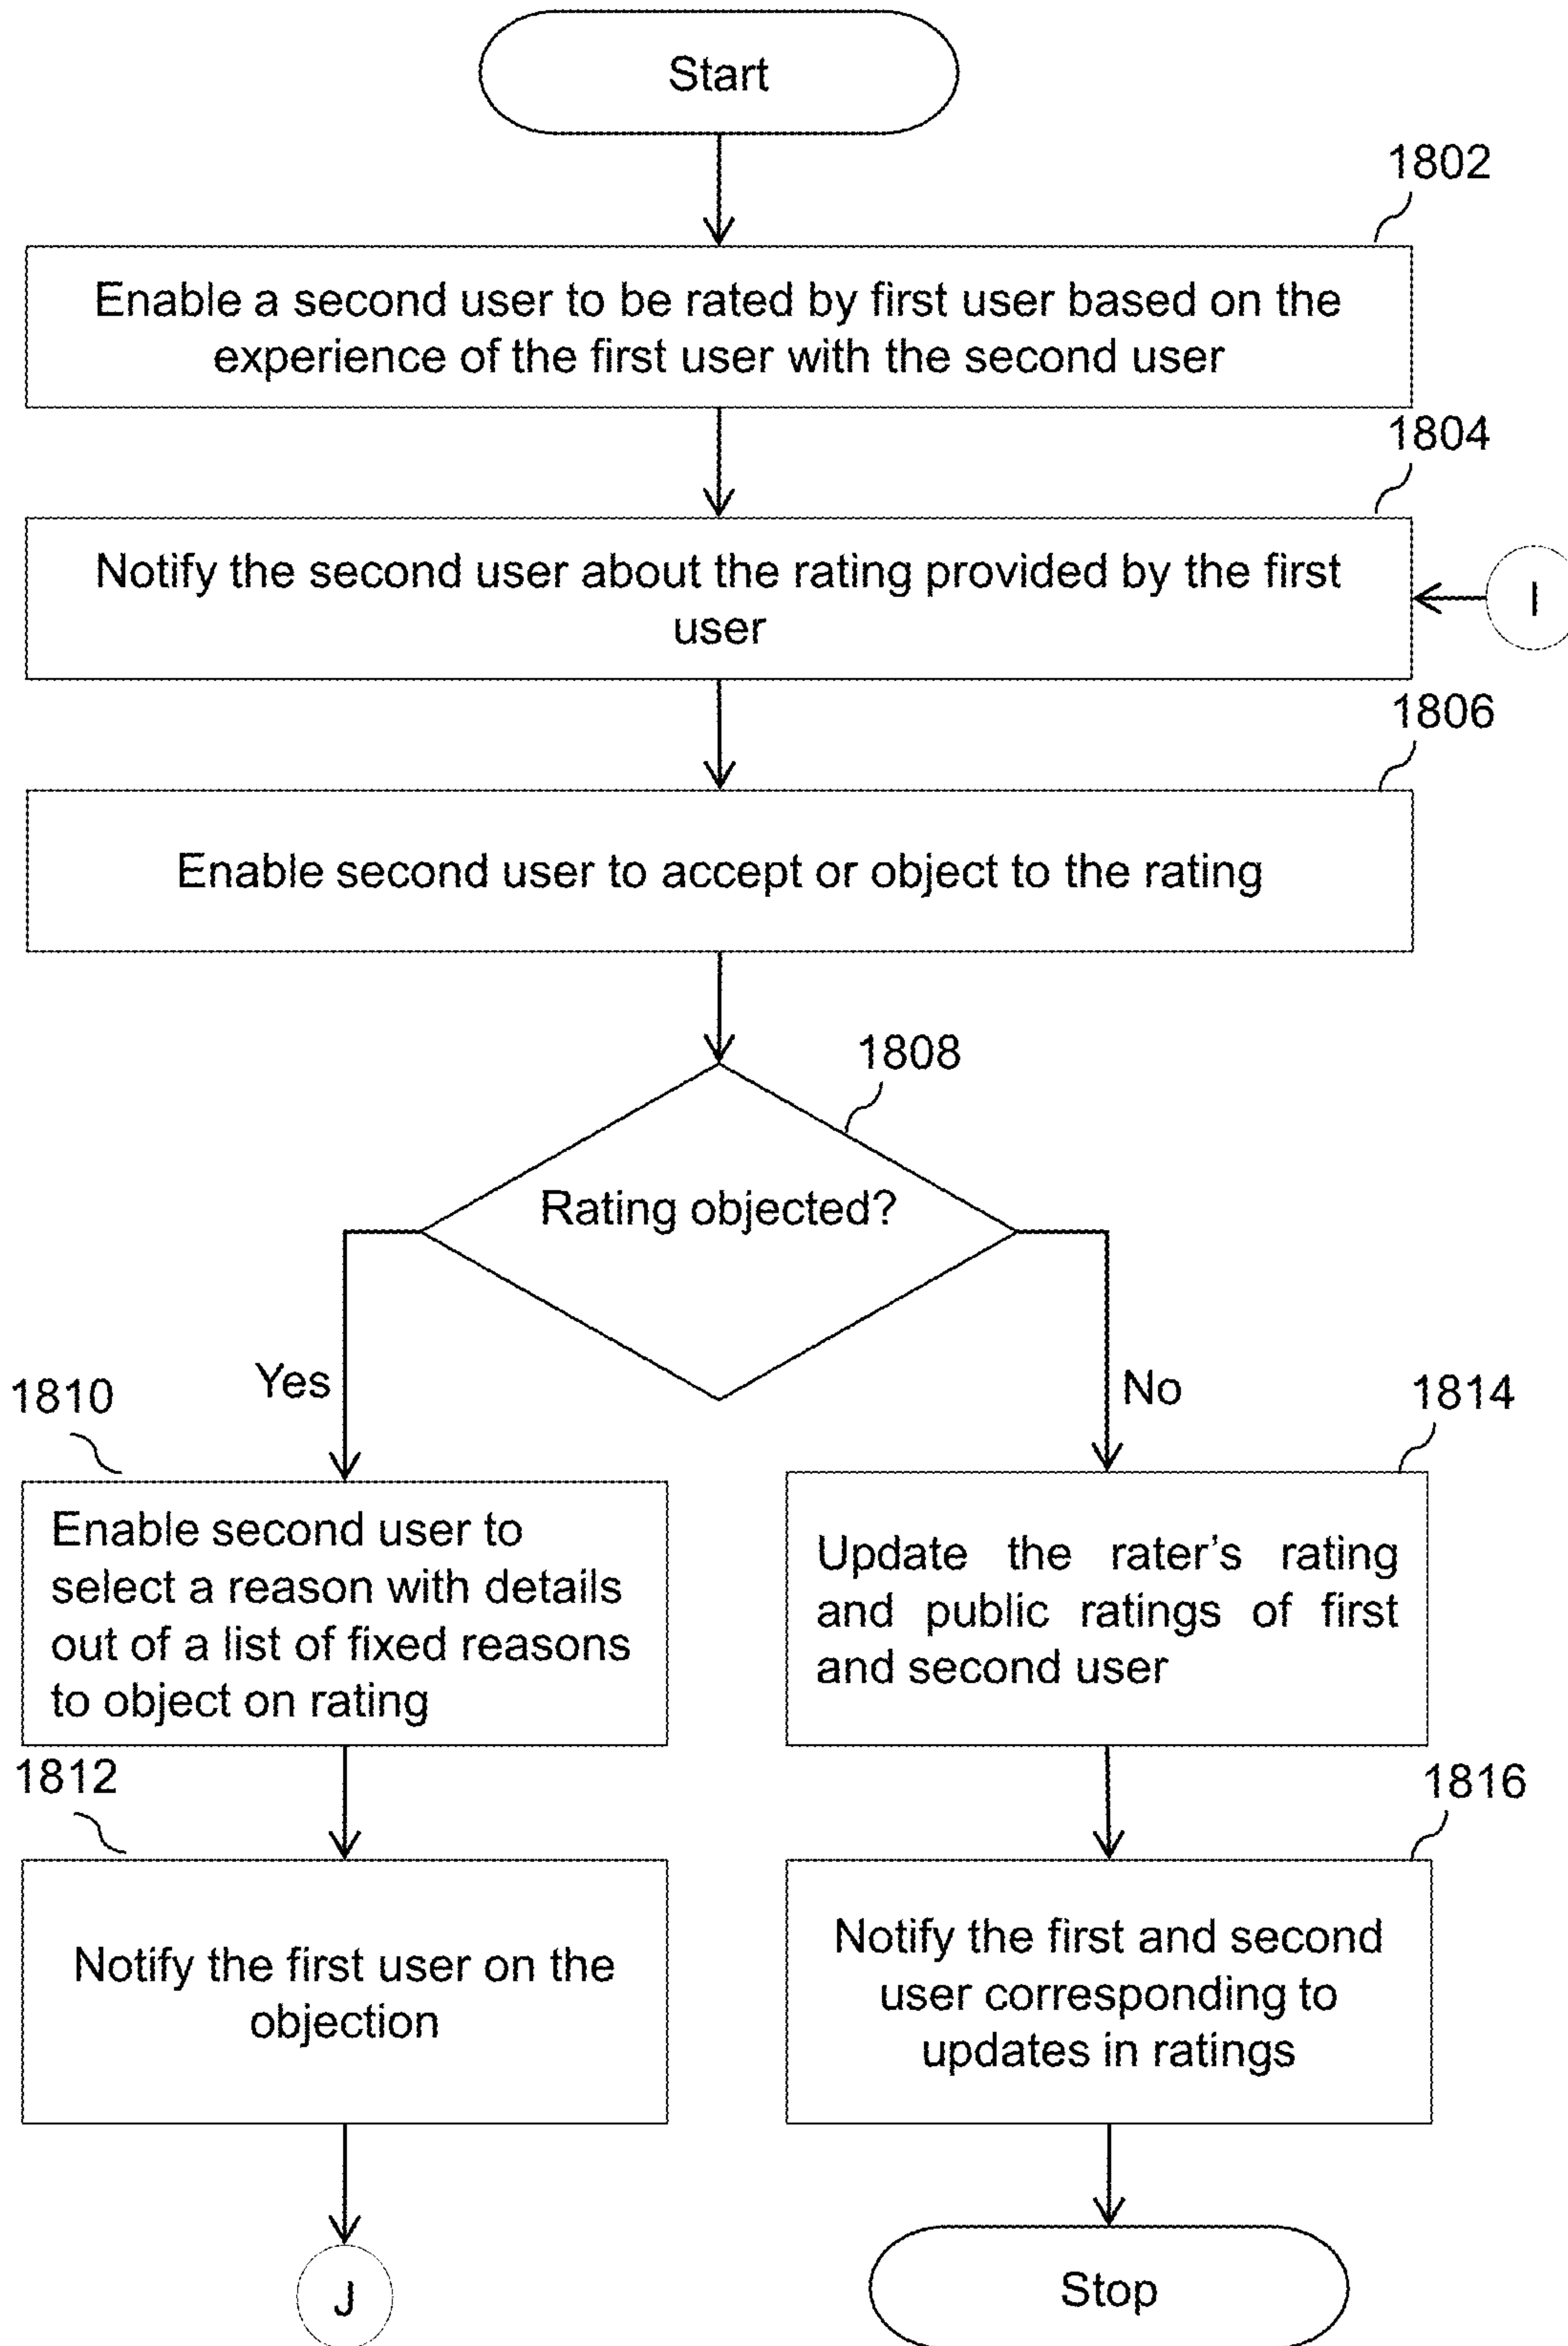 Start
1802
Enable a second user to be rated by first user based on the
experience of the first user with the second user
1804
Notify the second user about the rating provided by the first
user
I
1806
Enable second user to accept or object to the rating
1808
Rating objected?
Yes
No
1810
Enable second user to
select a reason with details
out of a list of fixed reasons
to object on rating
1814
Update the rater's rating
and public ratings of first
and second user
1812
Notify the first user on the
objection
1816
Notify the first and second
user corresponding to
updates in ratings
J
Stop